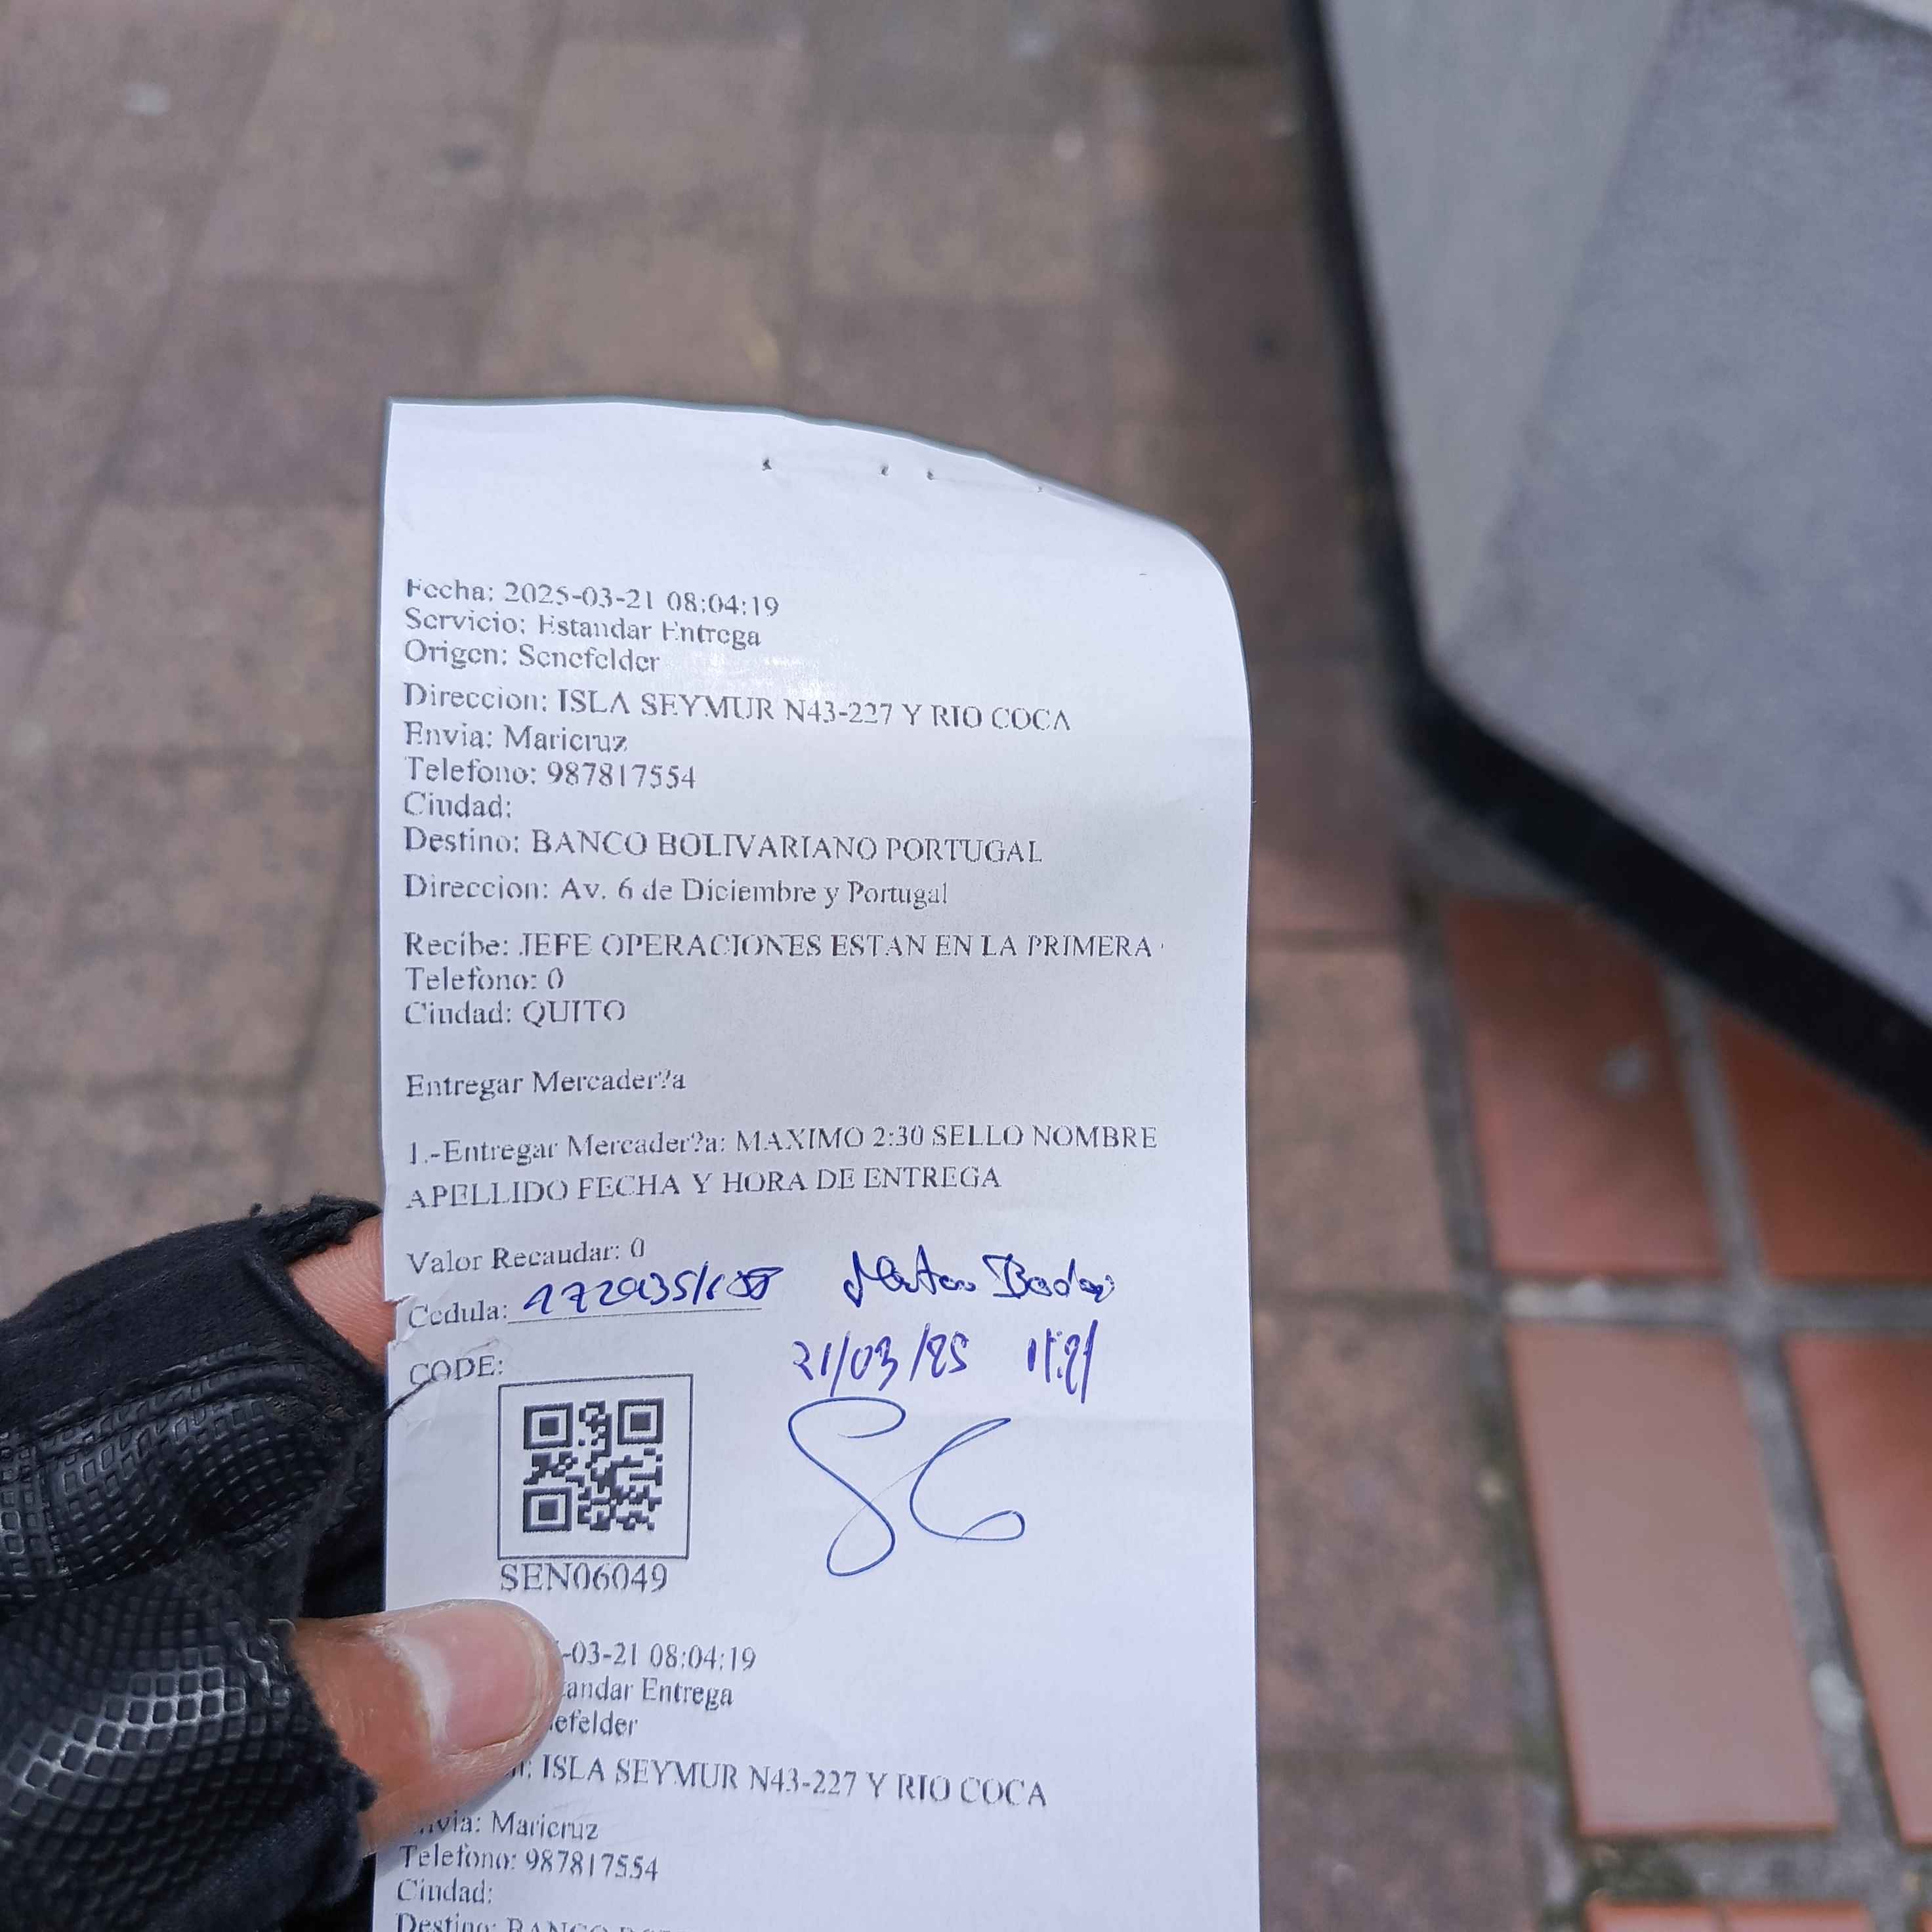 Fecha: 2025-03-21 08:04:19
Servicio: Estandar Entrega
Origen: Senefelder
Direccion: ISLA SEYMUR N43-227 Y RIO COCA
Envia: Maricruz
Telefono: 987817554
Ciudad:
Destino: BANCO BOLIVARIANO PORTUGAL
Direccion: Av. 6 de Diciembre y Portugal
Recibe: JEFE OPERACIONES ESTAN EN LA PRIMERA
Telefono: 0
Ciudad: QUITO
Entregar Mercader?a
1.-Entregar Mercader?a: MAXIMO 2:30 SELLO NOMBRE
APELLIDO FECHA Y HORA DE ENTREGA
Valor Recaudar: 0
Cedula:
21/03/25
CODE:
SEN06049
-03-21 08:04:19
andar Entrega
efelder
: ISLA SEYMUR N43-227 Y RIO COCA
via: Maricruz
Telefono: 987817554
Ciudad:
Destino: BANCO